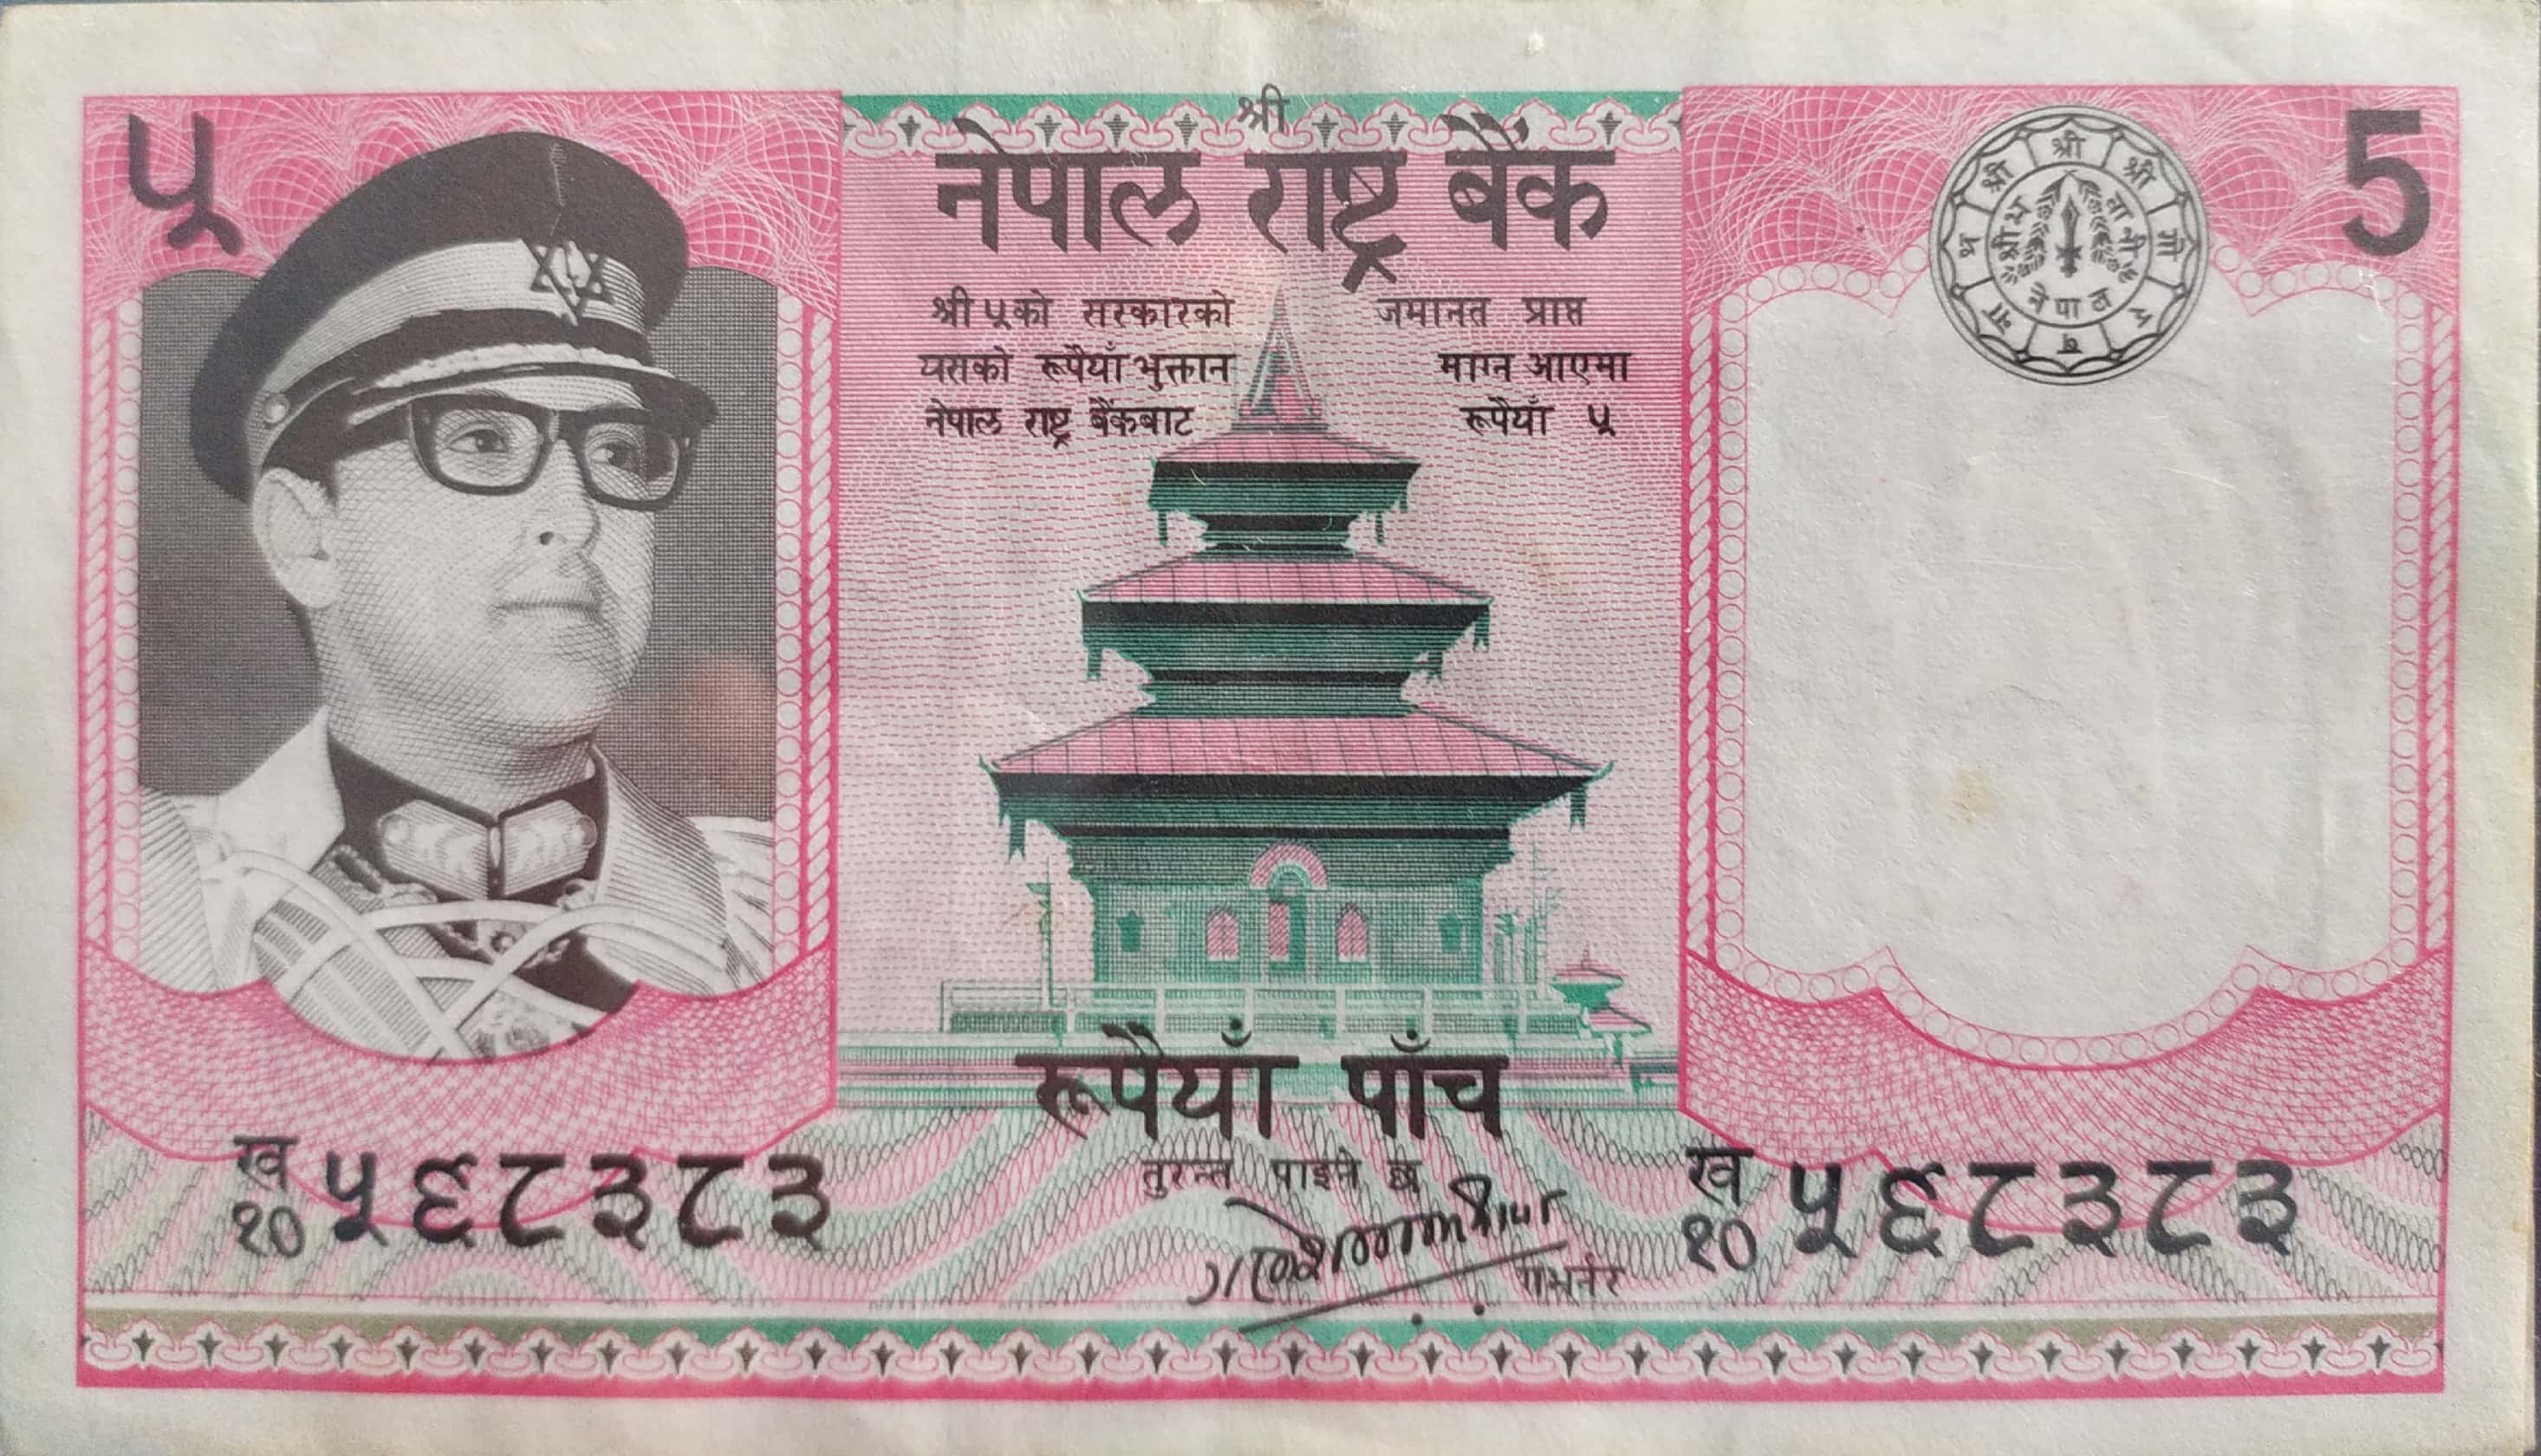 श्री
नेपाल राष्ट्र बैंक
५ 5
श्री ५ को सरकारको जमानत प्राप्त
यसको रूपैयाँ भुक्तान माग्न आएमा
नेपाल राष्ट्र बैंकबाट रूपैयाँ ५
श्री श्री श्री
नेपाल
रूपैयाँ पाँच
तुरन्त पाइने छ
ख १० ५६८३८३ ख १० ५६८३८३
गभर्नर